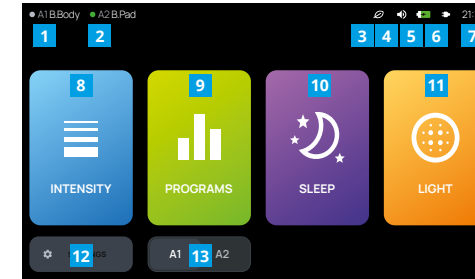 A1 B.Body A2 B.Pad 21:
1 2 3 4 5 6 7
8 9 10 11
INTENSITY PROGRAMS SLEEP LIGHT
12 A1 13 A2